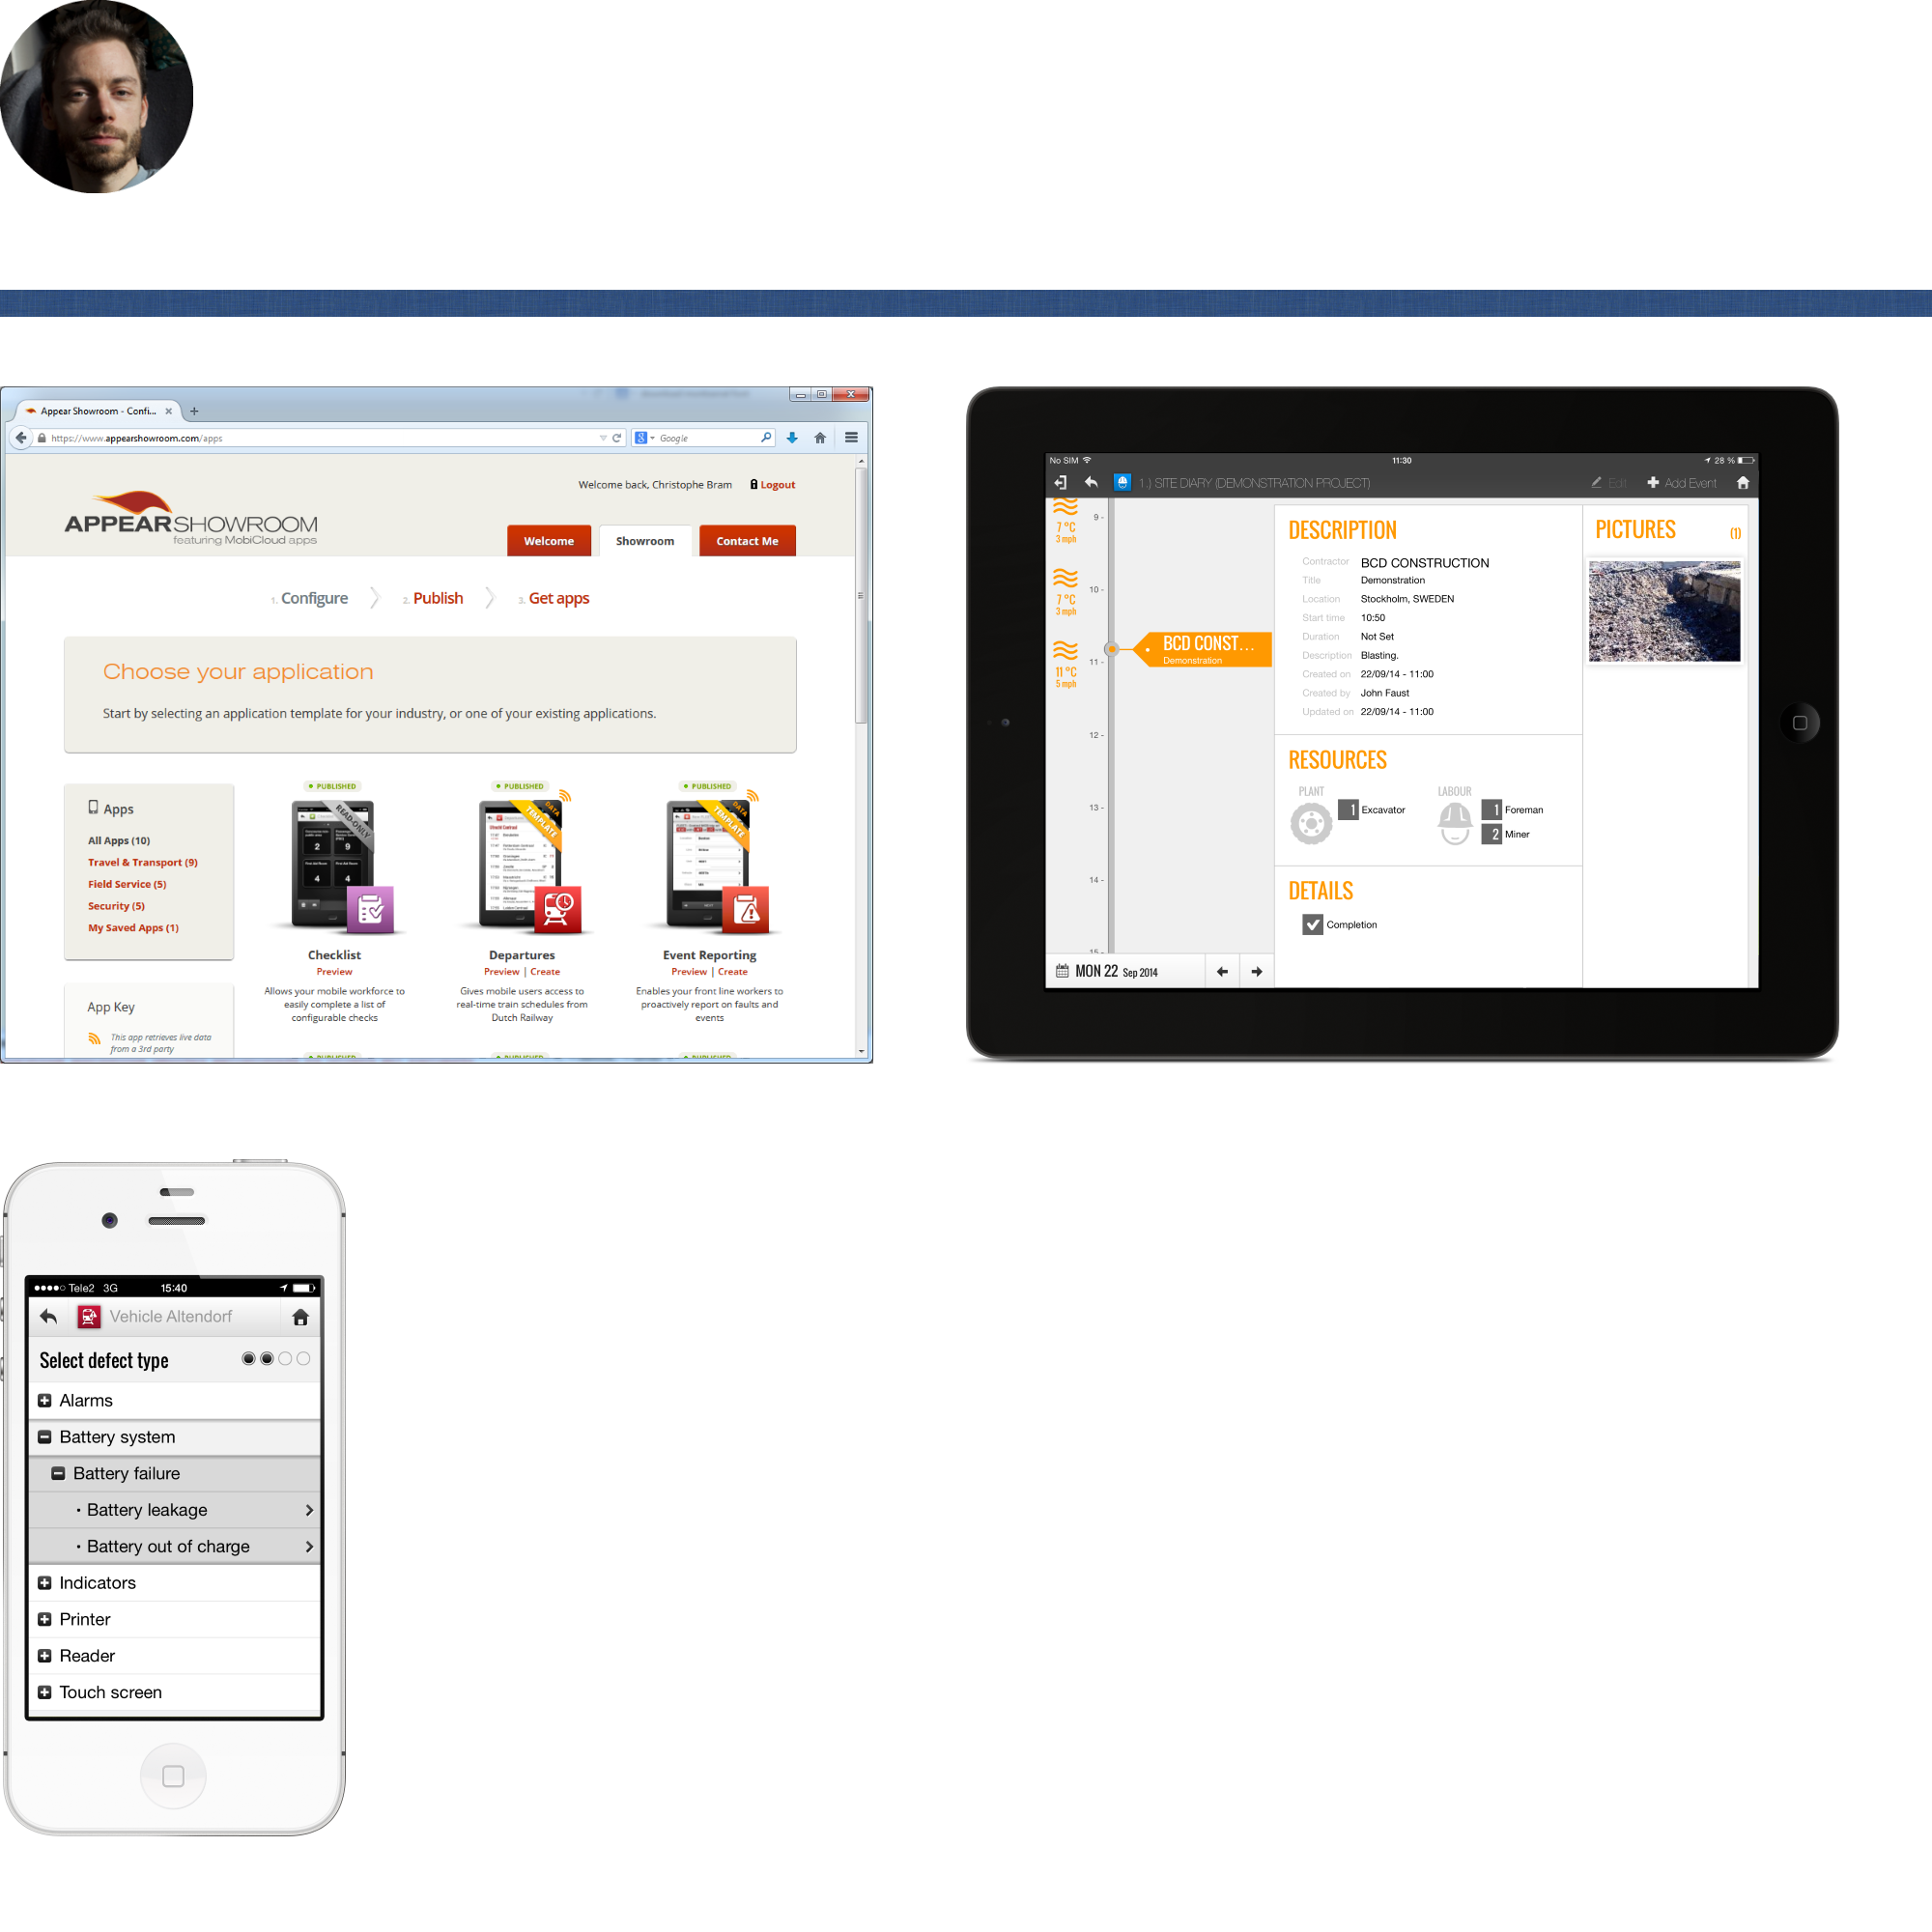 Appear Showroom - Confi...
https://www.appearshowroom.com/apps
Google
Welcome back, Christophe Bram
Logout
APPEARSHOWROOM
featuring MobiCloud apps
Welcome
Showroom
Contact Me
1. Configure
2. Publish
3. Get apps
Choose your application
Start by selecting an application template for your industry, or one of your existing applications.
Apps
All Apps (10)
Travel & Transport (9)
Field Service (5)
Security (5)
My Saved Apps (1)
App Key
This app retrieves live data
from a 3rd party
PUBLISHED
READ-ONLY
2 9
4 4
Checklist
Preview
Allows your mobile workforce to
easily complete a list of
configurable checks
PUBLISHED
DATA
TEMPLATE
Departures
Preview | Create
Gives mobile users access to
real-time train schedules from
Dutch Railway
PUBLISHED
DATA
TEMPLATE
Event Reporting
Preview | Create
Enables your front line workers to
proactively report on faults and
events
PUBLISHED
PUBLISHED
PUBLISHED
No SIM
11:30
28 %
1.) SITE DIARY (DEMONSTRATION PROJECT)
Edit
Add Event
7 °C
3 mph
7 °C
3 mph
11 °C
5 mph
9 -
10 -
11 -
12 -
13 -
14 -
15 -
BCD CONST...
Demonstration
MON 22 Sep 2014
DESCRIPTION
Contractor BCD CONSTRUCTION
Title Demonstration
Location Stockholm, SWEDEN
Start time 10:50
Duration Not Set
Description Blasting.
Created on 22/09/14 - 11:00
Created by John Faust
Updated on 22/09/14 - 11:00
RESOURCES
PLANT
1 Excavator
LABOUR
1 Foreman
2 Miner
DETAILS
Completion
PICTURES (1)
Tele2 3G 15:40
Vehicle Altendorf
Select defect type
Alarms
Battery system
Battery failure
• Battery leakage
• Battery out of charge
Indicators
Printer
Reader
Touch screen